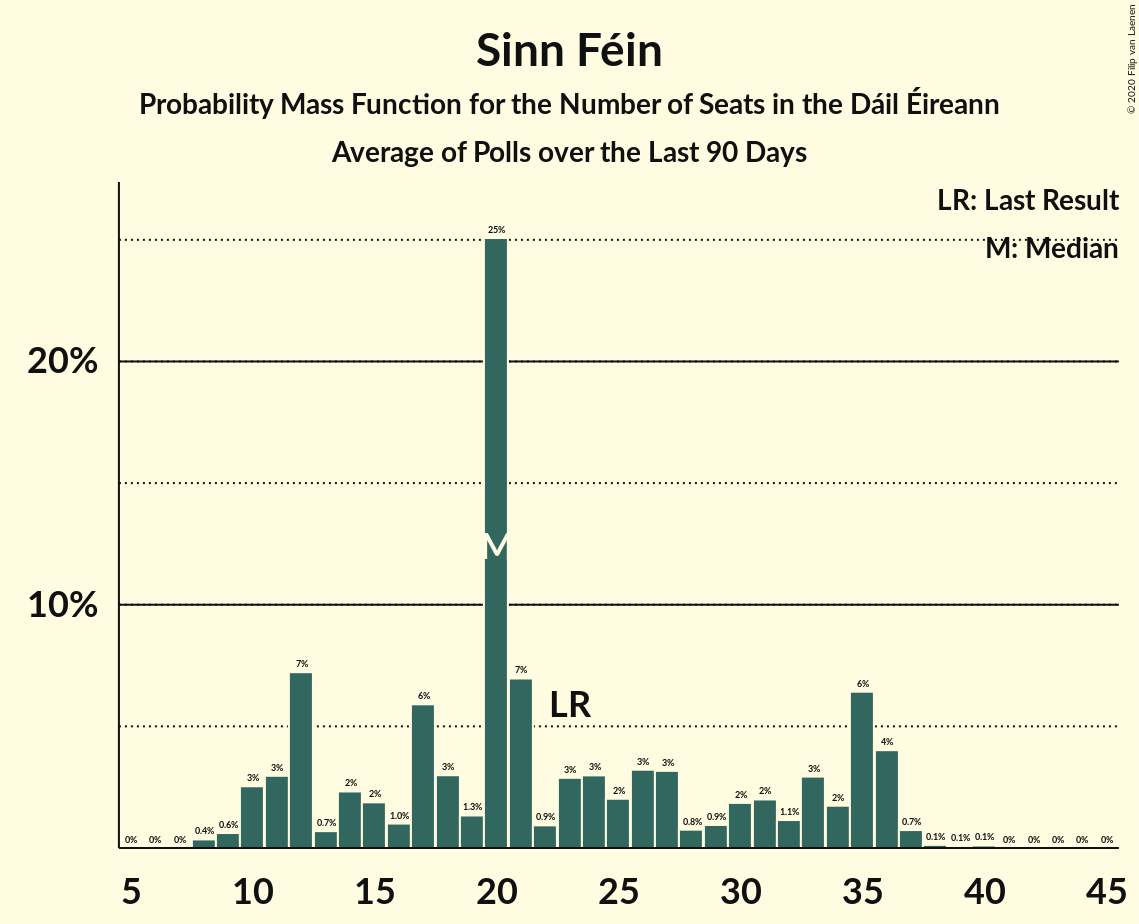 © 2020 Filip van Laenen
Sinn Féin
Probability Mass Function for the Number of Seats in the Dáil Éireann
Average of Polls over the Last 90 Days
LR: Last Result
M: Median
20%
10%
0% 0% 0% 0.4% 0.6% 3% 3% 7% 0.7% 2% 2% 1.0% 6% 3% 1.3% 25% 7% 0.9% 3% 3% 2% 3% 3% 0.8% 0.9% 2% 2% 1.1% 3% 2% 6% 4% 0.7% 0.1% 0.1% 0.1% 0% 0% 0% 0% 0%
M
LR
5 10 15 20 25 30 35 40 45